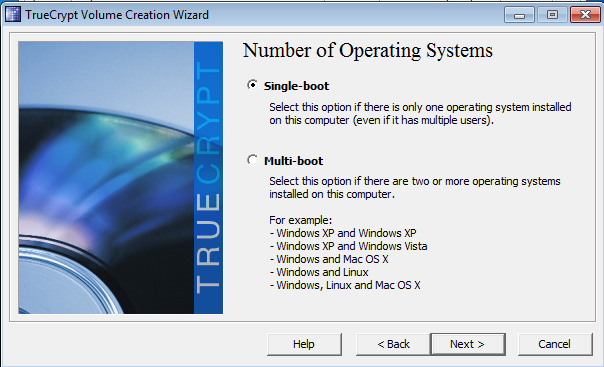 TrueCrypt Volume Creation Wizard
TRUECRYPT
Number of Operating Systems
Single-boot
Select this option if there is only one operating system installed
on this computer (even if it has multiple users).
Multi-boot
Select this option if there are two or more operating systems
installed on this computer.
For example:
- Windows XP and Windows XP
- Windows XP and Windows Vista
- Windows and Mac OS X
- Windows and Linux
- Windows, Linux and Mac OS X
Help
< Back
Next >
Cancel